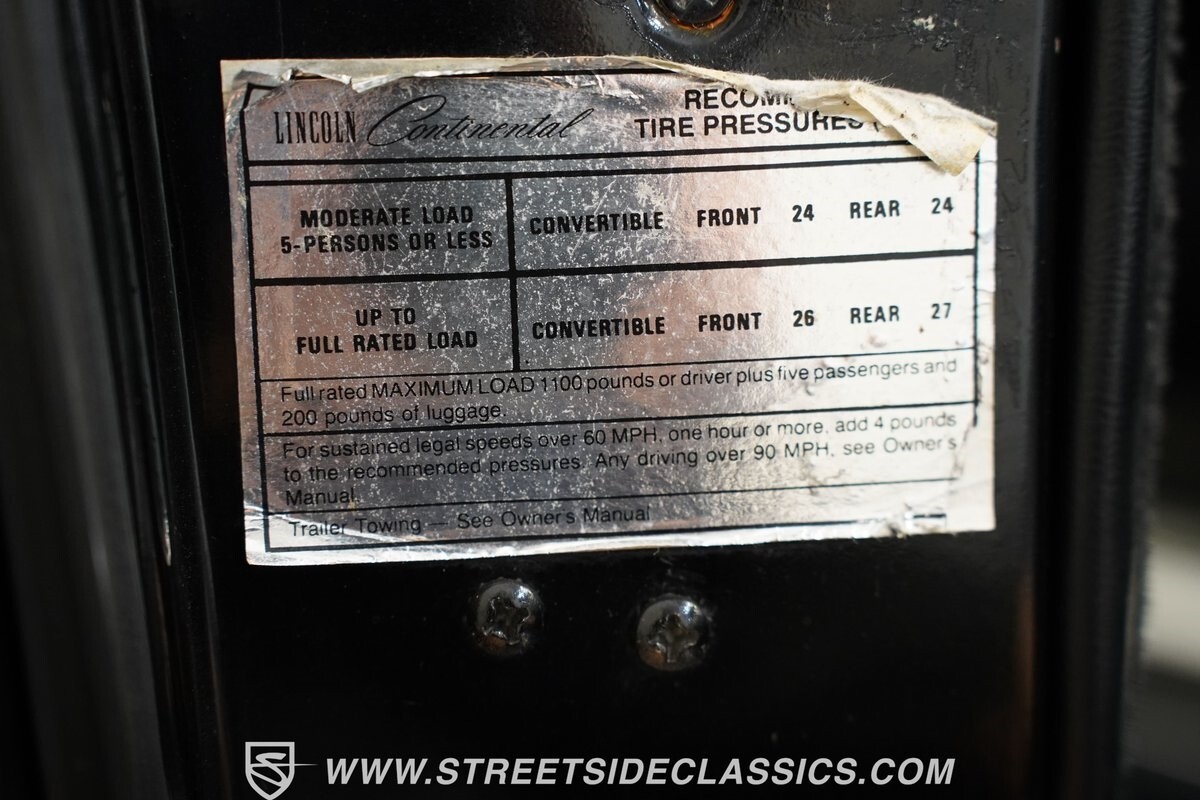 LINCOLN Continental
TIRE PRESSURES
MODERATE LOAD
5-PERSONS OR LESS
CONVERTIBLE FRONT 24 REAR 24
UP TO
FULL RATED LOAD
CONVERTIBLE FRONT 26 REAR 27
Full rated MAXIMUM LOAD 1100 pounds or driver plus five passengers and
200 pounds of luggage.
For sustained legal speeds over 60 MPH, one hour or more, add 4 pounds
to the recommended pressures. Any driving over 90 MPH, see Owner's
Manual.
Trailer Towing — See Owner's Manual
WWW.STREETSIDECLASSICS.COM